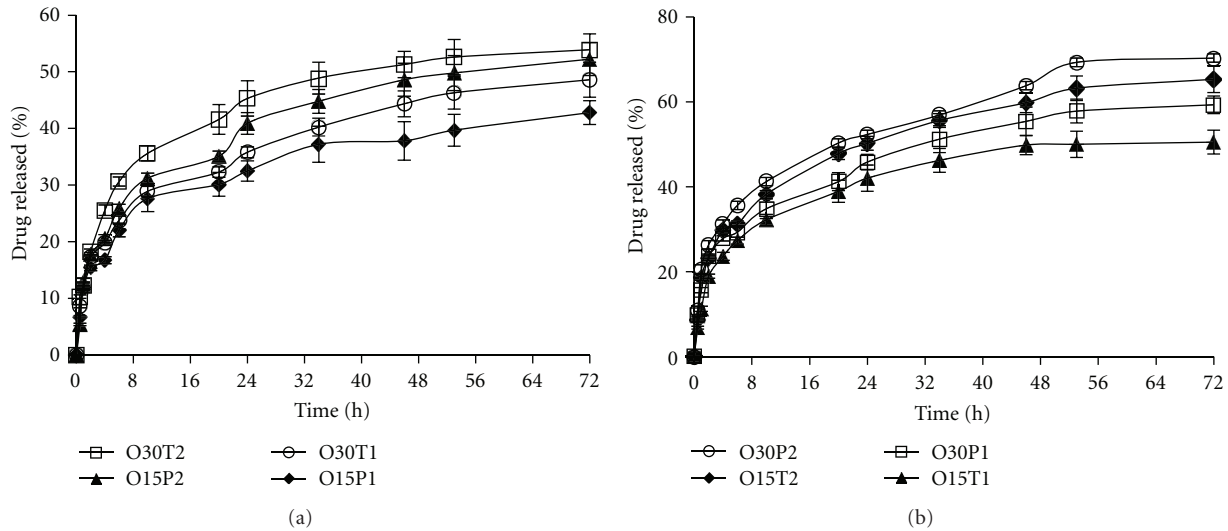 60
50
40
30
20
10
0
Drug released (%)
0 8 16 24 32 40 48 56 64 72
Time (h)
O30T2 O30T1
O15P2 O15P1
(a)
80
60
40
20
0
Drug released (%)
0 8 16 24 32 40 48 56 64 72
Time (h)
O30P2 O30P1
O15T2 O15T1
(b)